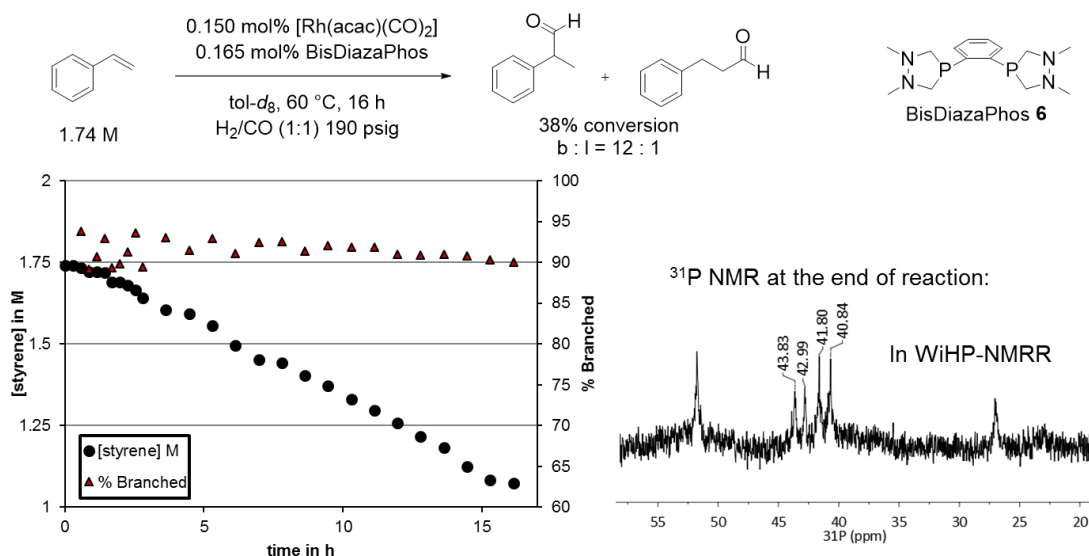 0.150 mol% [Rh(acac)(CO)2]
0.165 mol% BisDiazaPhos
tol-d8, 60 °C, 16 h
H2/CO (1:1) 190 psig
1.74 M
O
H
+
O
H
38% conversion
b : l = 12 : 1
N
N
P
P
N
N
BisDiazaPhos 6
2
1.75
1.5
1.25
1
[styrene] in M
100
95
90
85
80
75
70
65
60
% Branched
[styrene] M
% Branched
0
5
10
15
time in h
31P NMR at the end of reaction:
In WiHP-NMRR
43.83
42.99
41.80
40.84
55
50
45
40
35
30
25
20
31P (ppm)